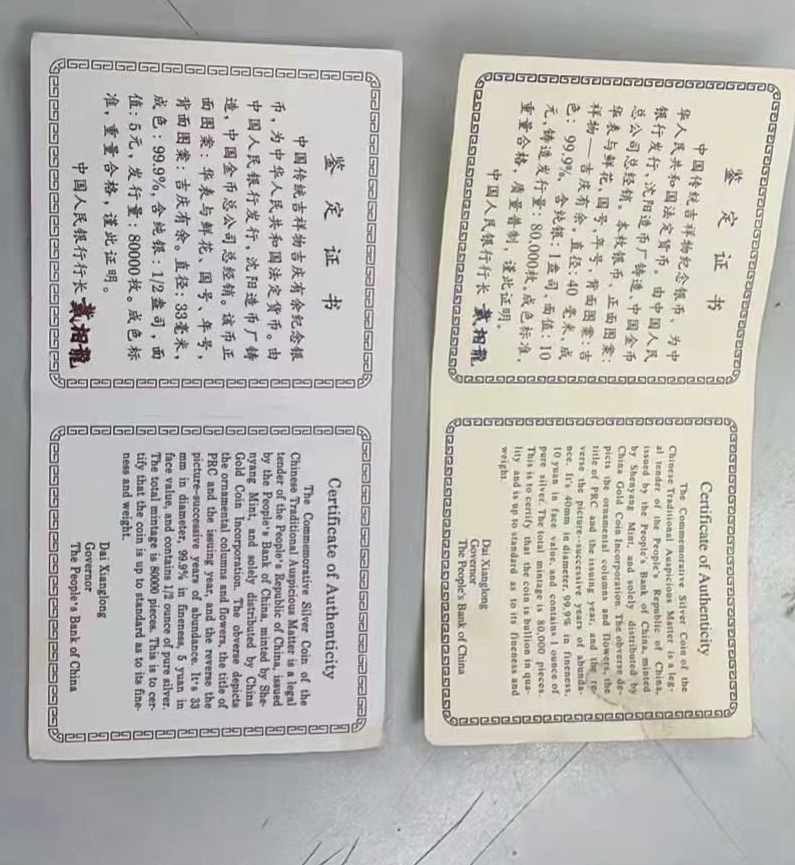 鉴定证书
中国传统吉祥物吉庆有余纪念银
币,为中华人民共和国法定货币。由
中国人民银行发行,沈阳造币厂铸
造,中国金币总公司总经销。该币正
面图案:华表与鲜花,国号、年号,
背面图案:吉庆有余。直径:33毫米,
成色:99.9%,含纯银:1/2盎司,面
值:5元,发行量:80000枚。成色标
准,重量合格,谨此证明。
中国人民银行行长 戴相龍
Certificate of Authenticity
The Commemorative Silver Coin of the
Chinese Traditional Auspicious Matter is a legal
tender of the People's Republic of China, issued
by the People's Bank of China, minted by She-
nyang Mint, and solely distributed by China
Gold Coin Incorporation. The obverse depicts
the ornamental columns and flowers, the title of
PRC and the issuing year, and the reverse the
picture-successive years of abundance. It's 33
mm in diameter, 99.9% in fineness, 5 yuan in
face value, and contains 1/2 ounce of pure silver.
The total mintage is 80000 pieces. This is to cer-
tify that the coin is up to standard as to its fine-
ness and weight.
Dai Xianglong
Governor
The People's Bank of China
鉴定证书
中国传统吉祥物纪念银币、为中
华人民共和国法定货币。由中国人民
银行发行,沈阳造币厂铸造、中国金币
总公司总经销。本枚银币、正面图案:
华表与鲜花,国号,年号,背面图案:吉
祥物——吉庆有余。直径:40 毫米,成
色:99.9%,含纯银:1盎司,面值:10
元,铸造发行量:80,000枚,成色标准,
重量合格,质量普制,谨此证明。
中国人民银行行长 戴相龍
Certificate of Authenticity
The Commemorative Silver Coin of the
Chinese Traditional Auspicious Matter is a leg-
al tender of the People's Republic of China,
issued by the People's Bank of China, minted
by Shenyang Mint, and solely distributed by
China Gold Coin Incorporation. The obverse de-
picts the ornamental columns and flowers, the
title of PRC and the issuing year, and the re-
verse the picture--successive years of abunda-
nce. It's 40mm in diameter, 99.9% in fineness,
10 yuan in face value, and contains 1 ounce of
pure silver. The total mintage is 80,000 pieces.
This is to certify that the coin is bullion in qua-
lity and is up to standard as to its fineness and
weight.
Dai Xianglong
Governor
The People's Bank of China